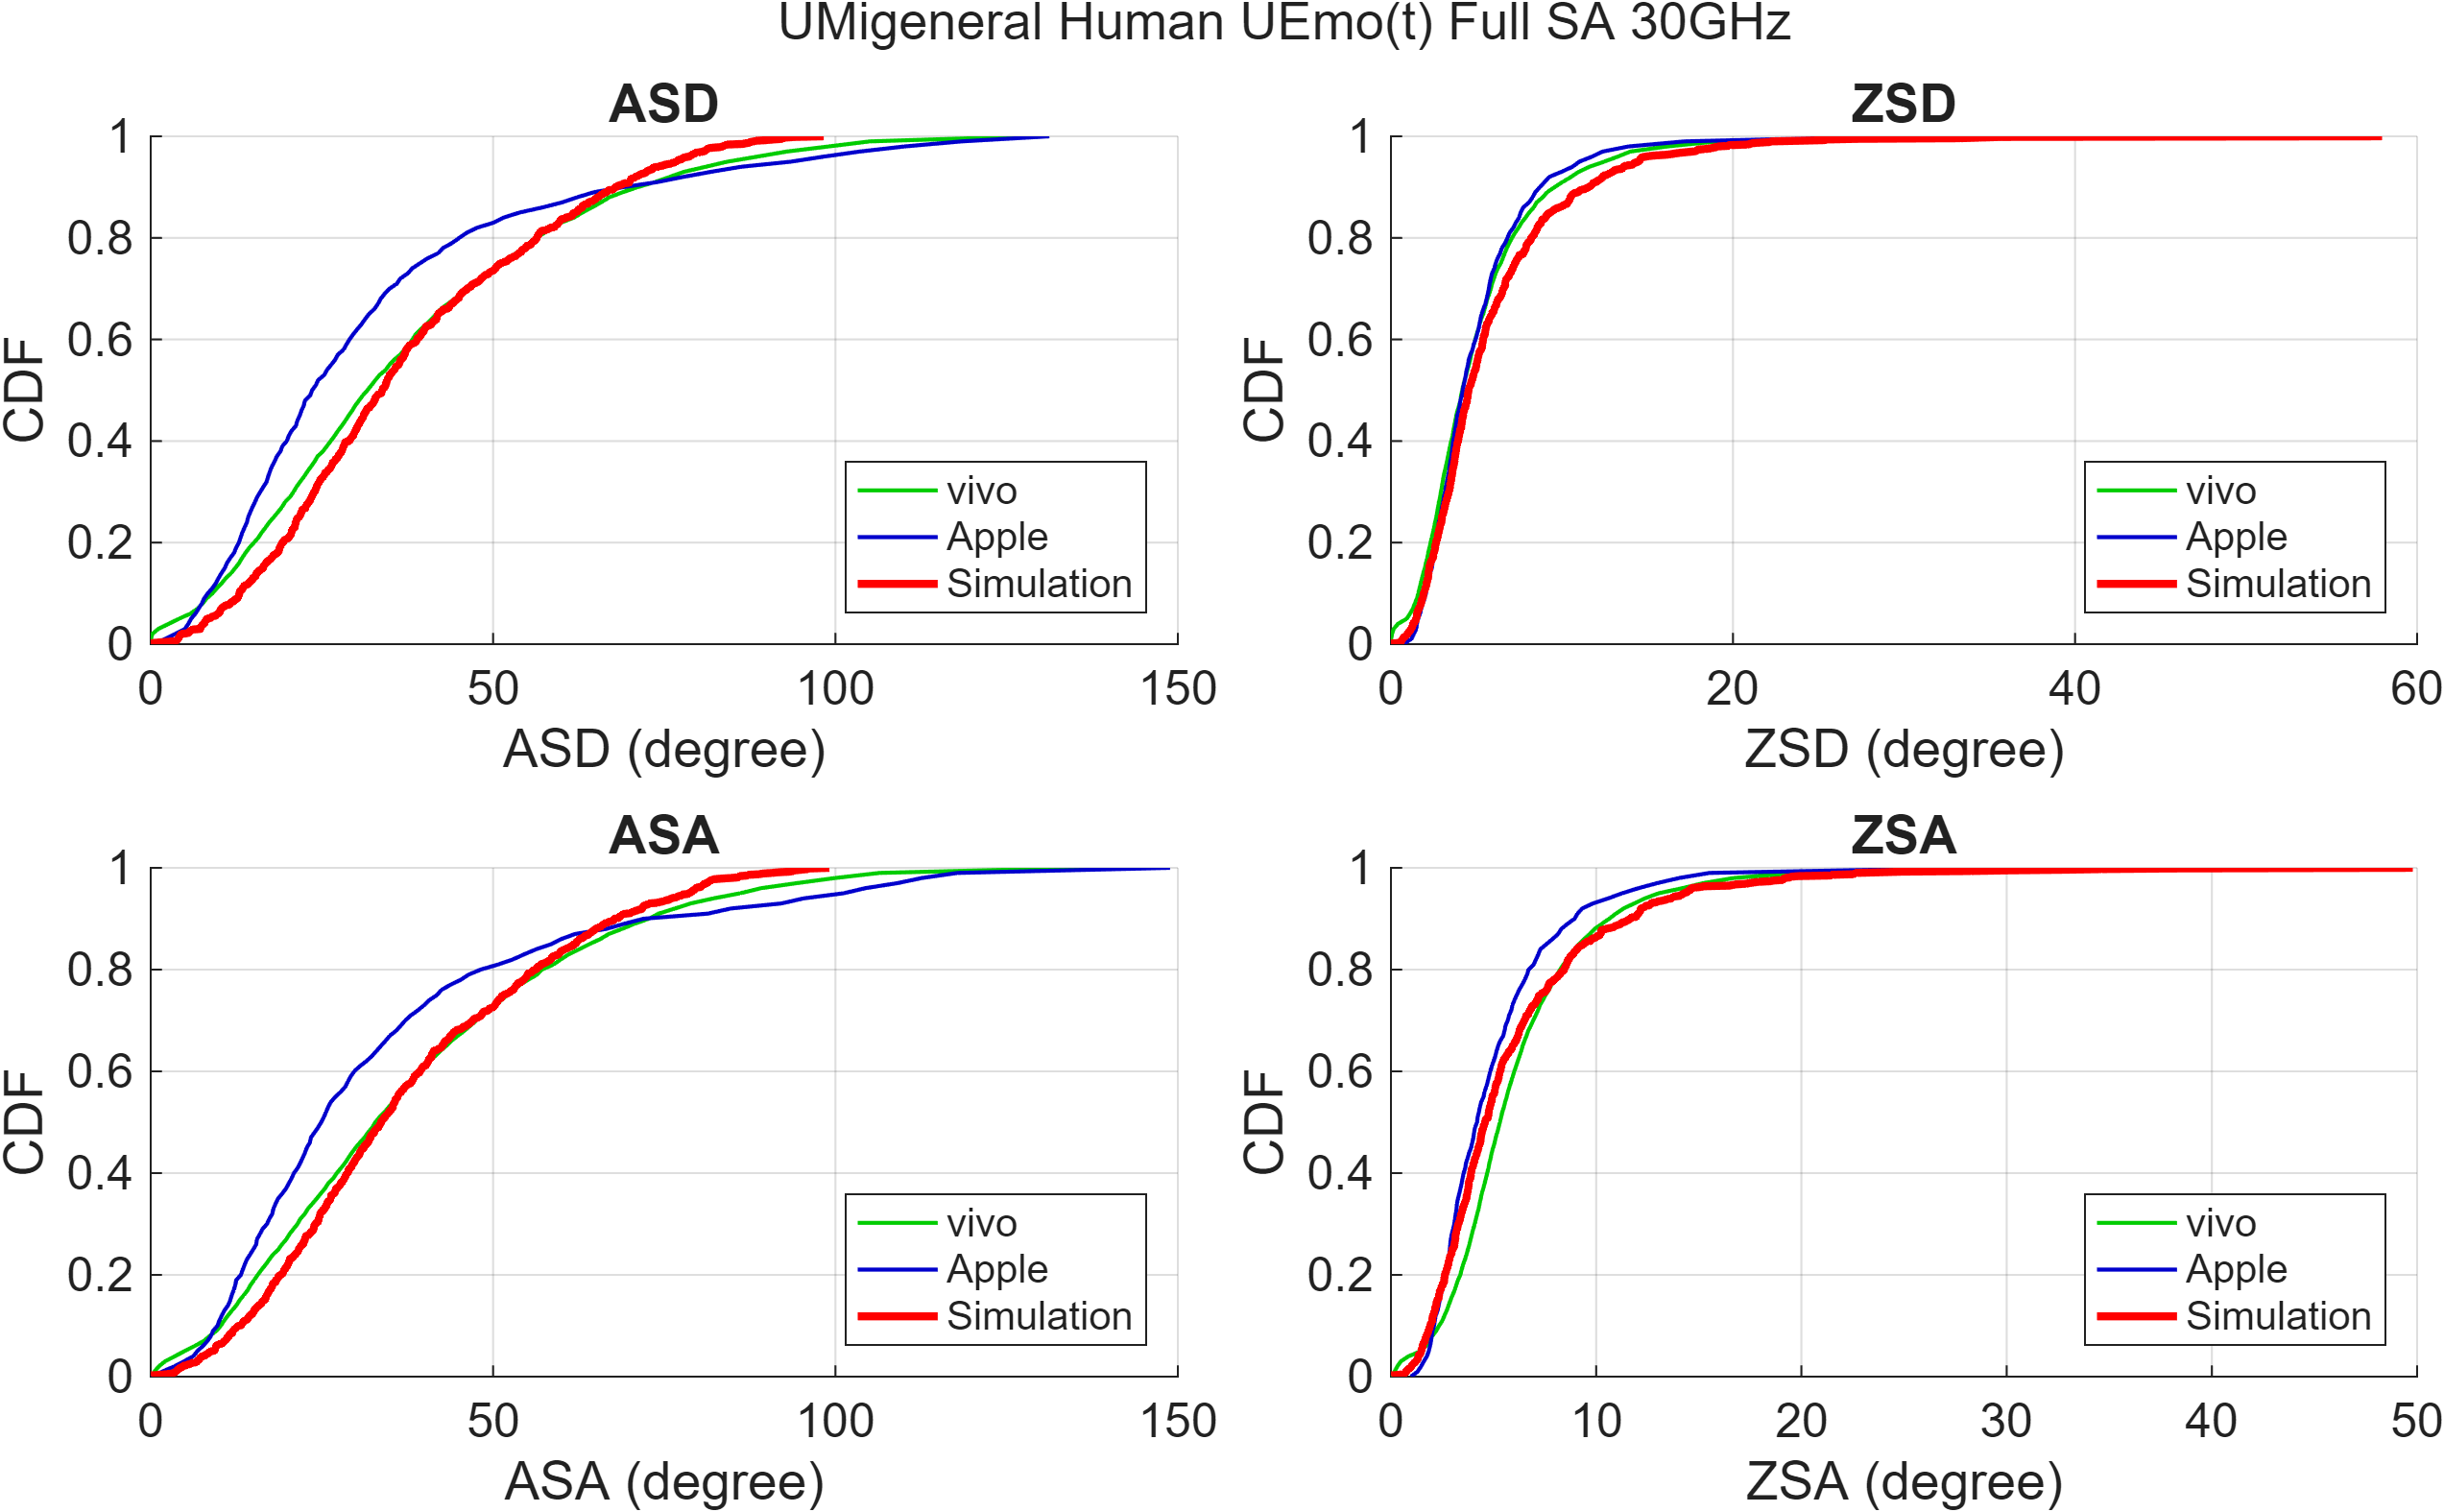 UMigeneral Human UEmo(t) Full SA 30GHz
ASD
1
0.8
0.6
0.4
0.2
0
CDF
vivo
Apple
Simulation
0 50 100 150
ASD (degree)
ZSD
1
0.8
0.6
0.4
0.2
0
CDF
vivo
Apple
Simulation
0 20 40 60
ZSD (degree)
ASA
1
0.8
0.6
0.4
0.2
0
CDF
vivo
Apple
Simulation
0 50 100 150
ASA (degree)
ZSA
1
0.8
0.6
0.4
0.2
0
CDF
vivo
Apple
Simulation
0 10 20 30 40 50
ZSA (degree)